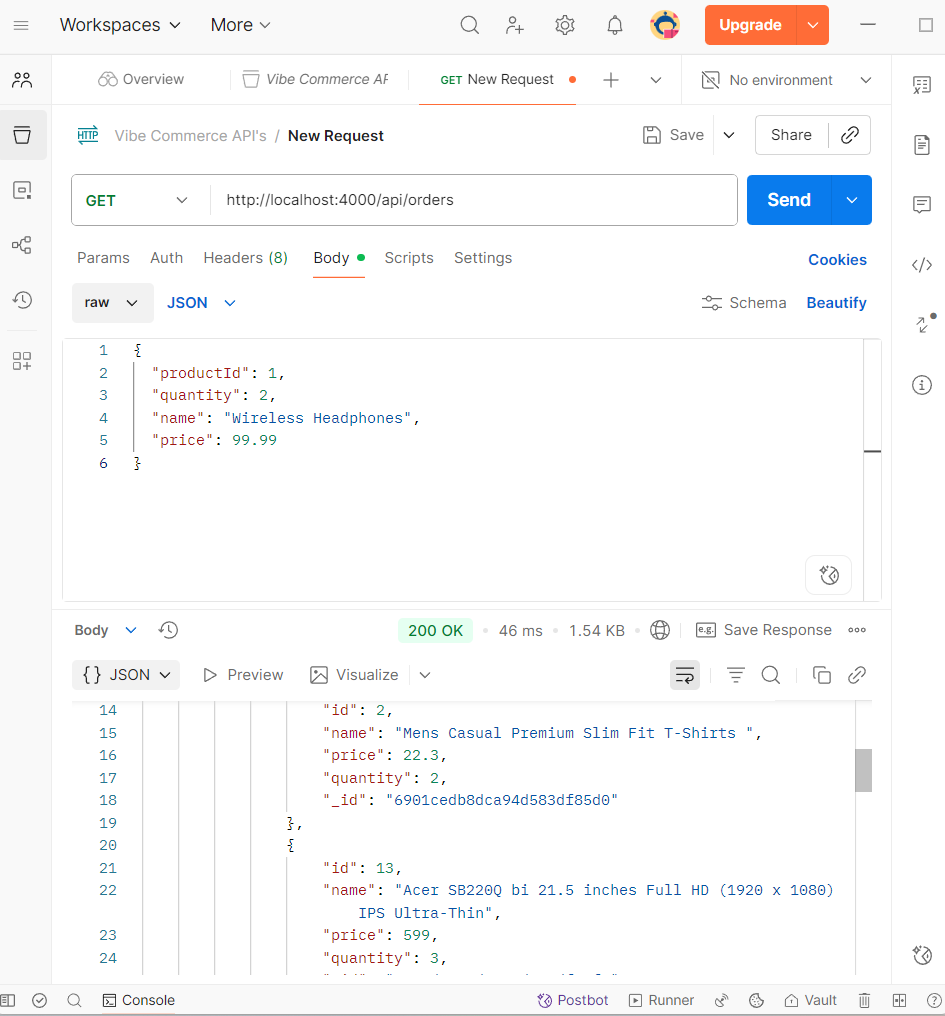 Workspaces More Upgrade
Overview Vibe Commerce AP GET New Request No environment
HTTP Vibe Commerce API's / New Request Save Share
GET http://localhost:4000/api/orders Send
Params Auth Headers (8) Body Scripts Settings Cookies
raw JSON Schema Beautify
1 {
2 "productId": 1,
3 "quantity": 2,
4 "name": "Wireless Headphones",
5 "price": 99.99
6 }
Body 200 OK 46 ms 1.54 KB e.g. Save Response
{} JSON Preview Visualize
14 "id": 2,
15 "name": "Mens Casual Premium Slim Fit T-Shirts ",
16 "price": 22.3,
17 "quantity": 2,
18 "_id": "6901cedb8dca94d583df85d0"
19 },
20 {
21 "id": 13,
22 "name": "Acer SB220Q bi 21.5 inches Full HD (1920 x 1080)
IPS Ultra-Thin",
23 "price": 599,
24 "quantity": 3,
Console Postbot Runner Vault